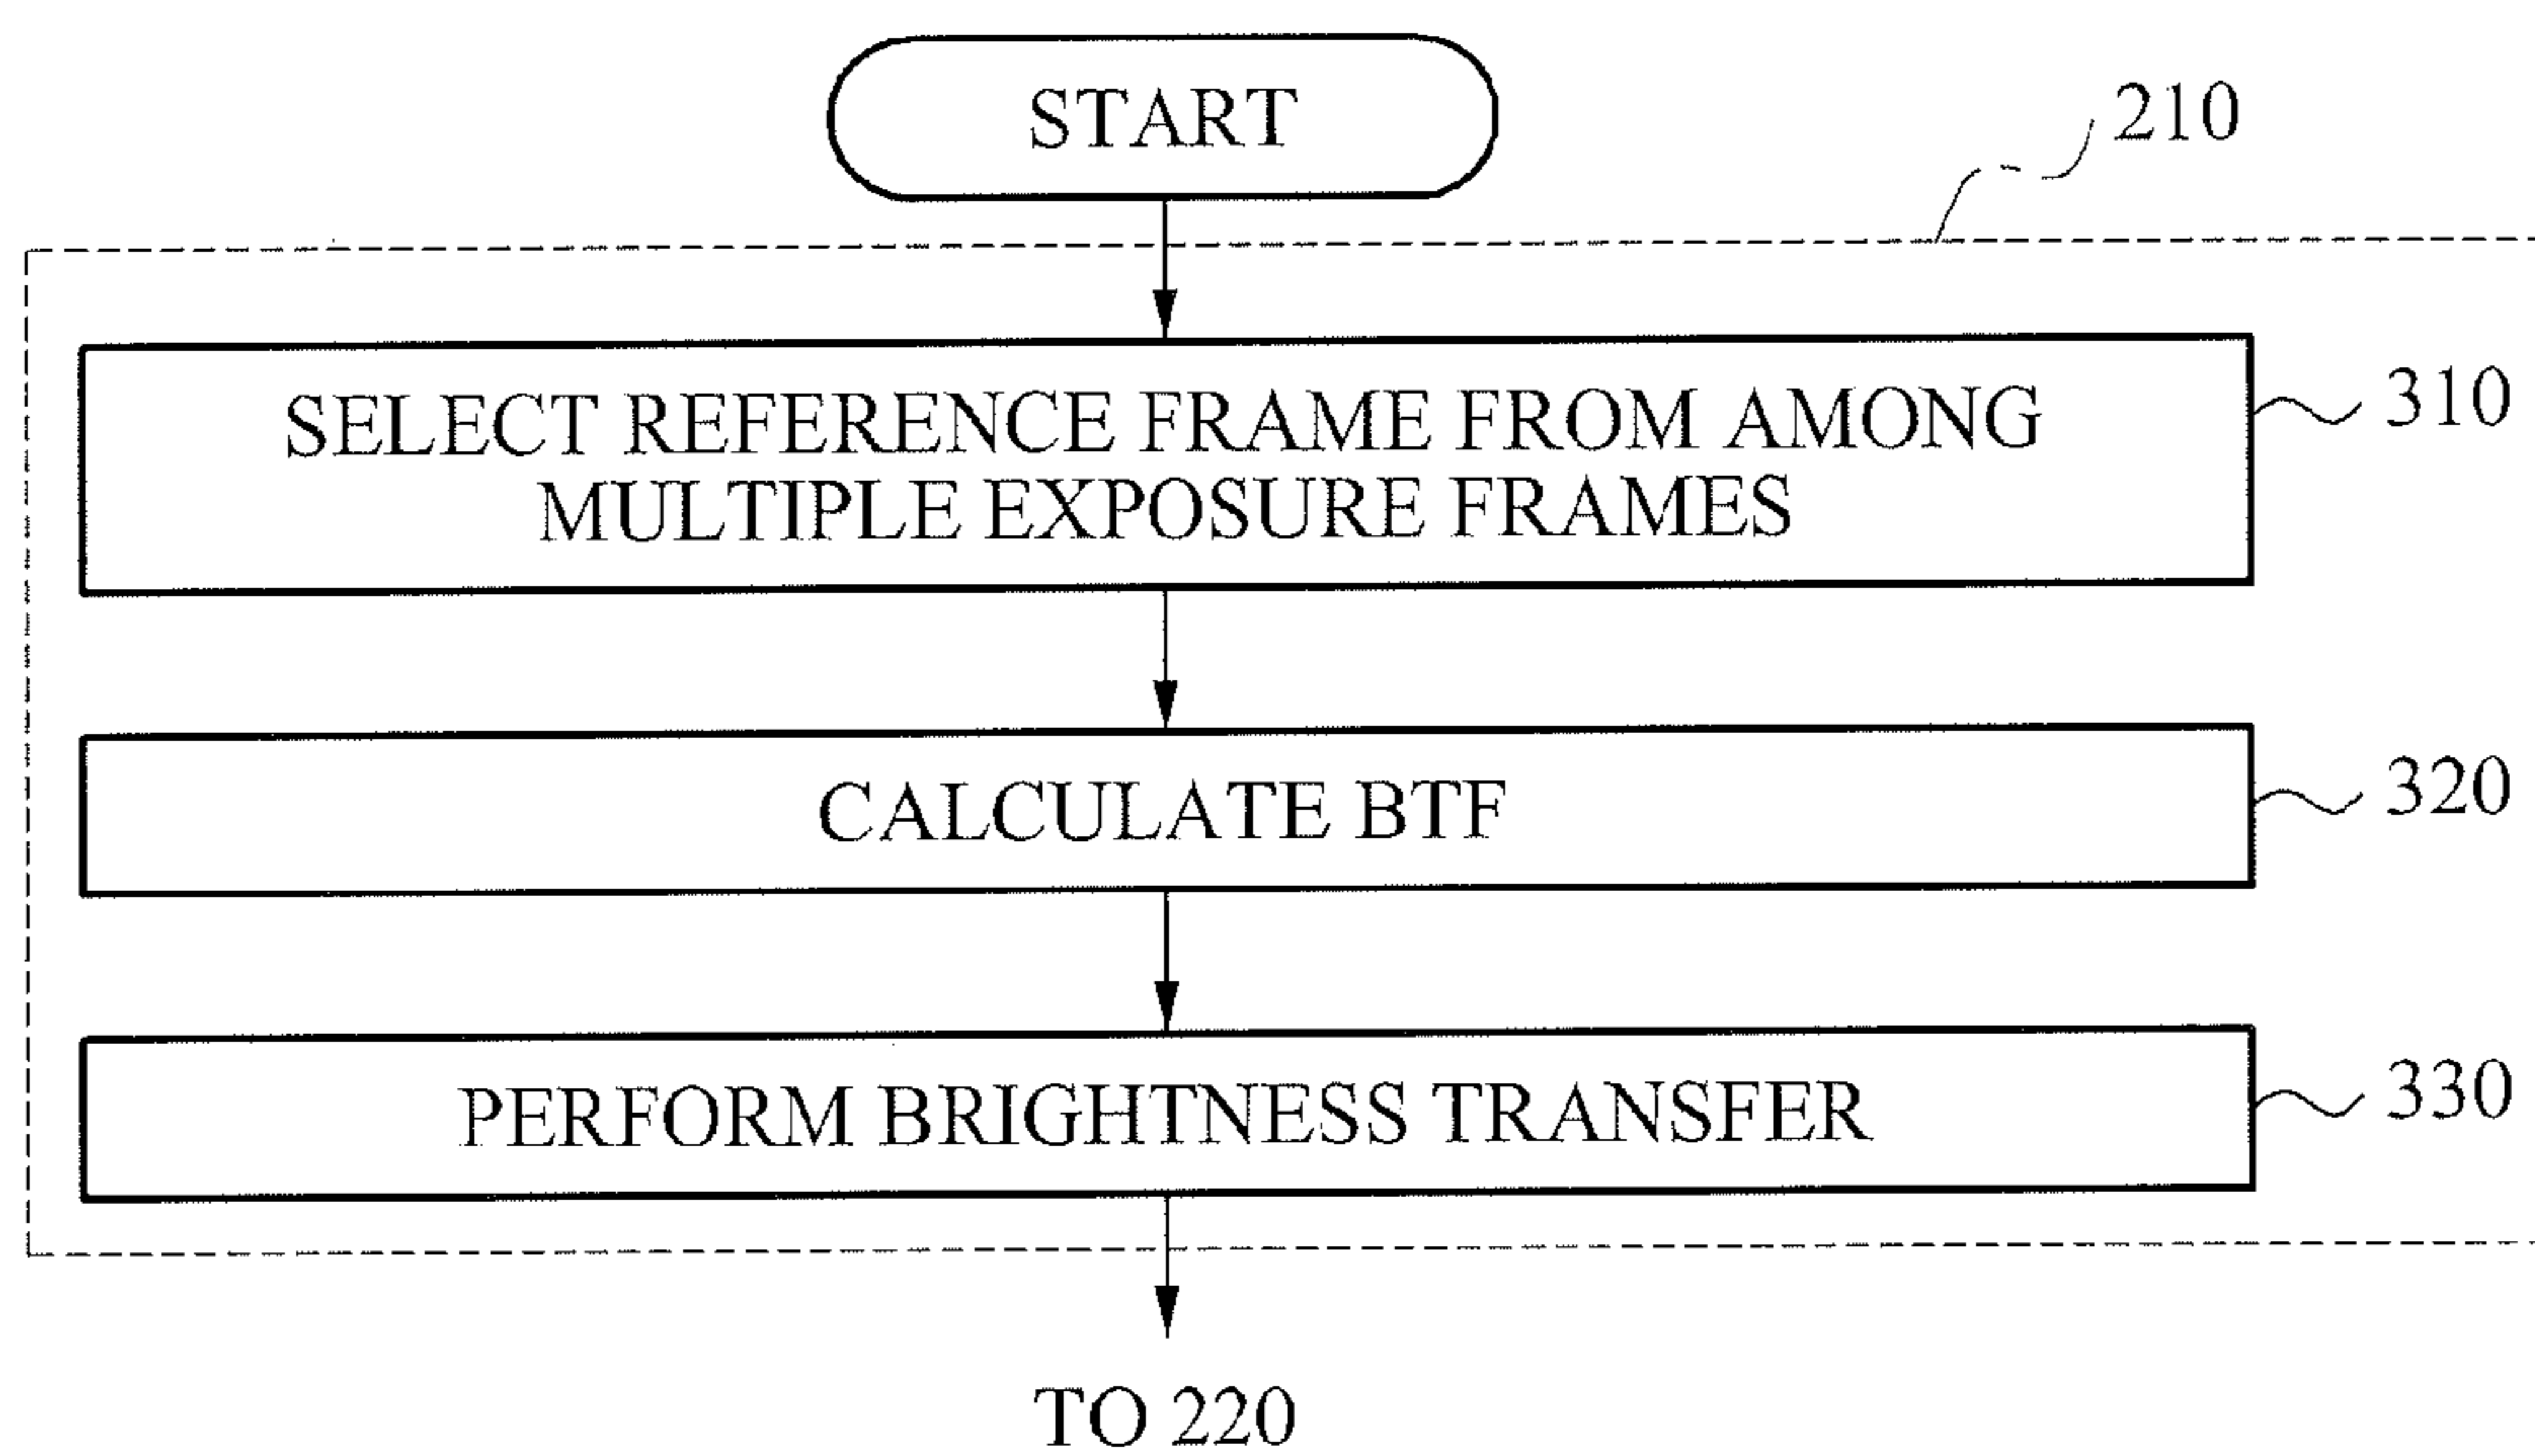 START
210
SELECT REFERENCE FRAME FROM AMONG
MULTIPLE EXPOSURE FRAMES
310
CALCULATE BTF
320
PERFORM BRIGHTNESS TRANSFER
330
TO 220